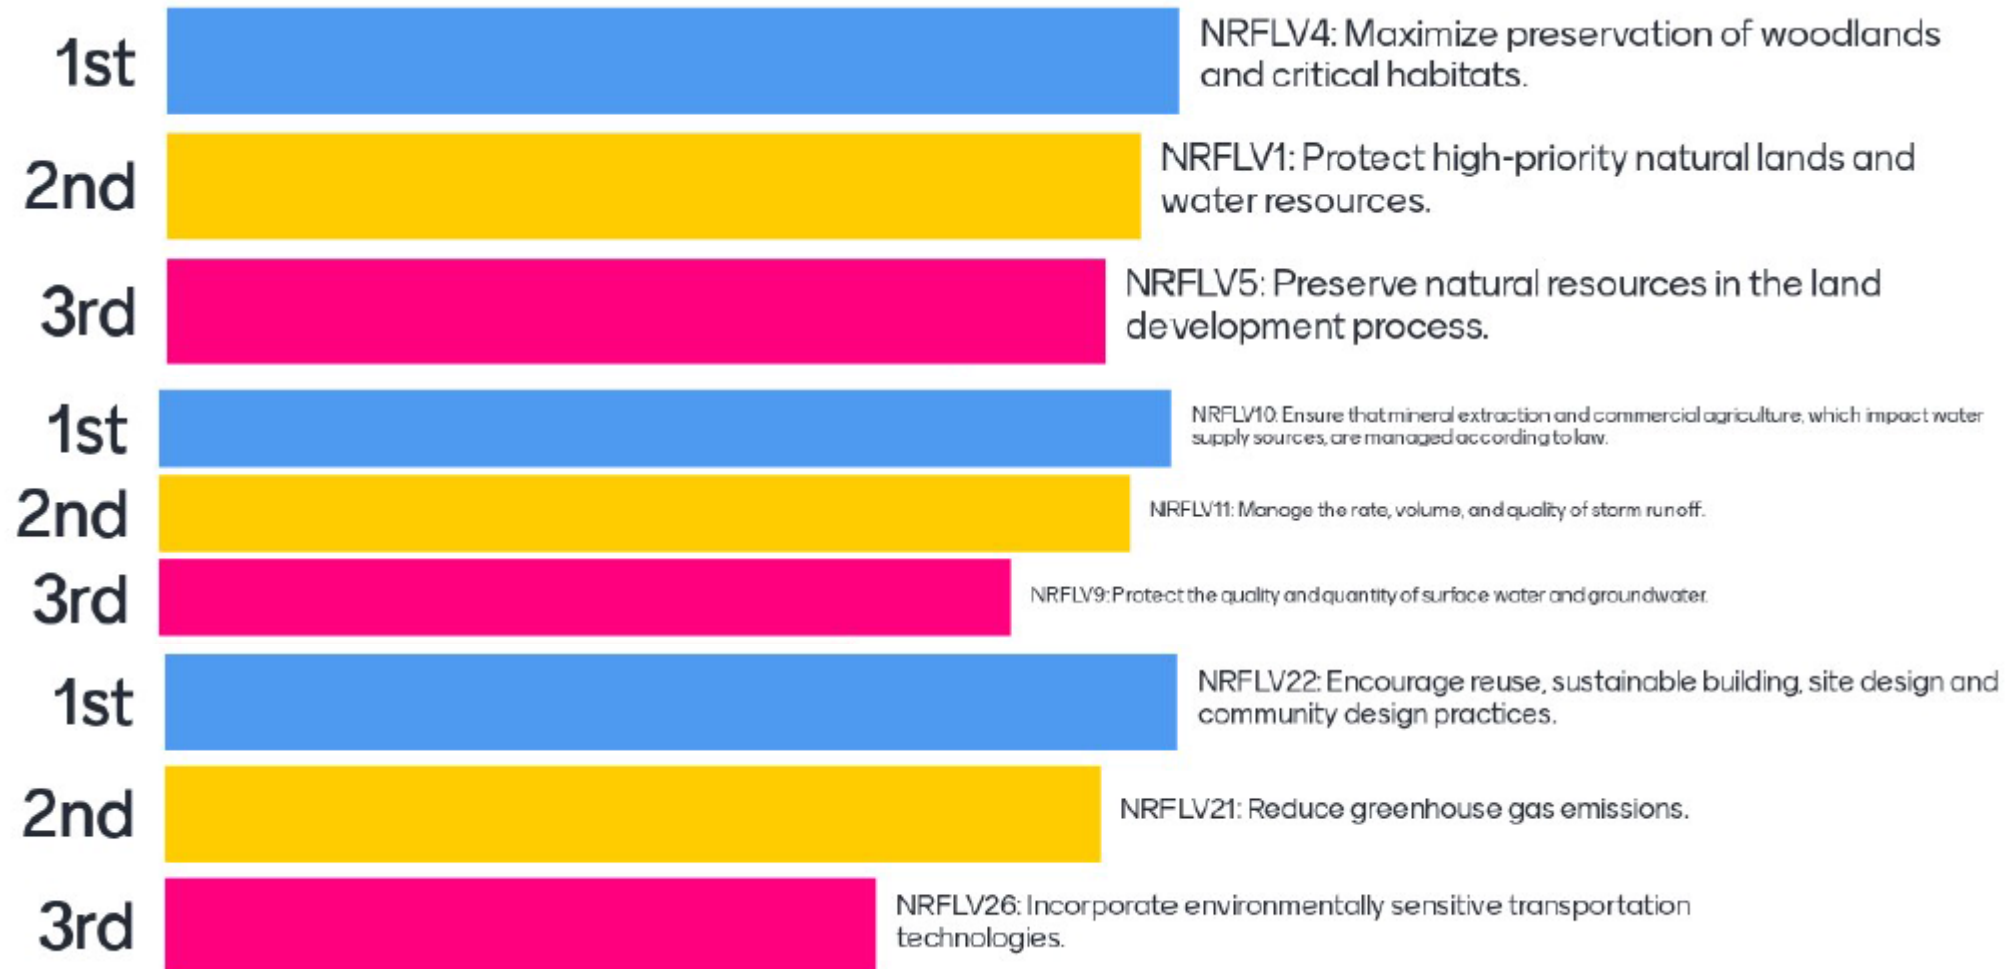 1st
NRFLV4: Maximize preservation of woodlands
and critical habitats.
2nd
NRFLV1: Protect high-priority natural lands and
water resources.
3rd
NRFLV5: Preserve natural resources in the land
development process.
1st
NRFLV10: Ensure that mineral extraction and commercial agriculture, which impact water
supply sources, are managed according to law.
2nd
NRFLV11: Manage the rate, volume, and quality of storm runoff.
3rd
NRFLV9: Protect the quality and quantity of surface water and groundwater.
1st
NRFLV22: Encourage reuse, sustainable building, site design and
community design practices.
2nd
NRFLV21: Reduce greenhouse gas emissions.
3rd
NRFLV26: Incorporate environmentally sensitive transportation
technologies.